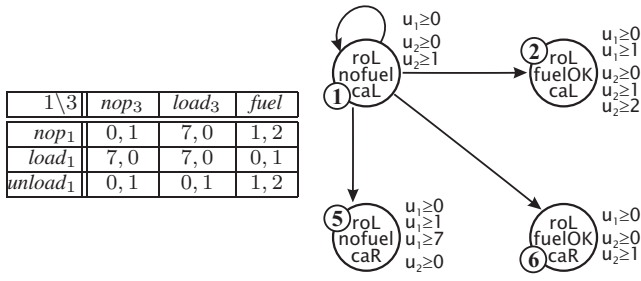 1\3 nop₃ load₃ fuel
nop₁ 0, 1 7, 0 1, 2
load₁ 7, 0 7, 0 0, 1
unload₁ 0, 1 0, 1 1, 2
roL
nofuel
caL
1
u₁≥0
u₂≥0
u₂≥1
2
roL
fuelOK
caL
u₁≥0
u₁≥1
u₂≥0
u₂≥1
u₂≥2
5
roL
nofuel
caR
u₁≥0
u₁≥1
u₁≥7
u₂≥0
roL
fuelOK
caR
6
u₁≥0
u₂≥0
u₂≥1